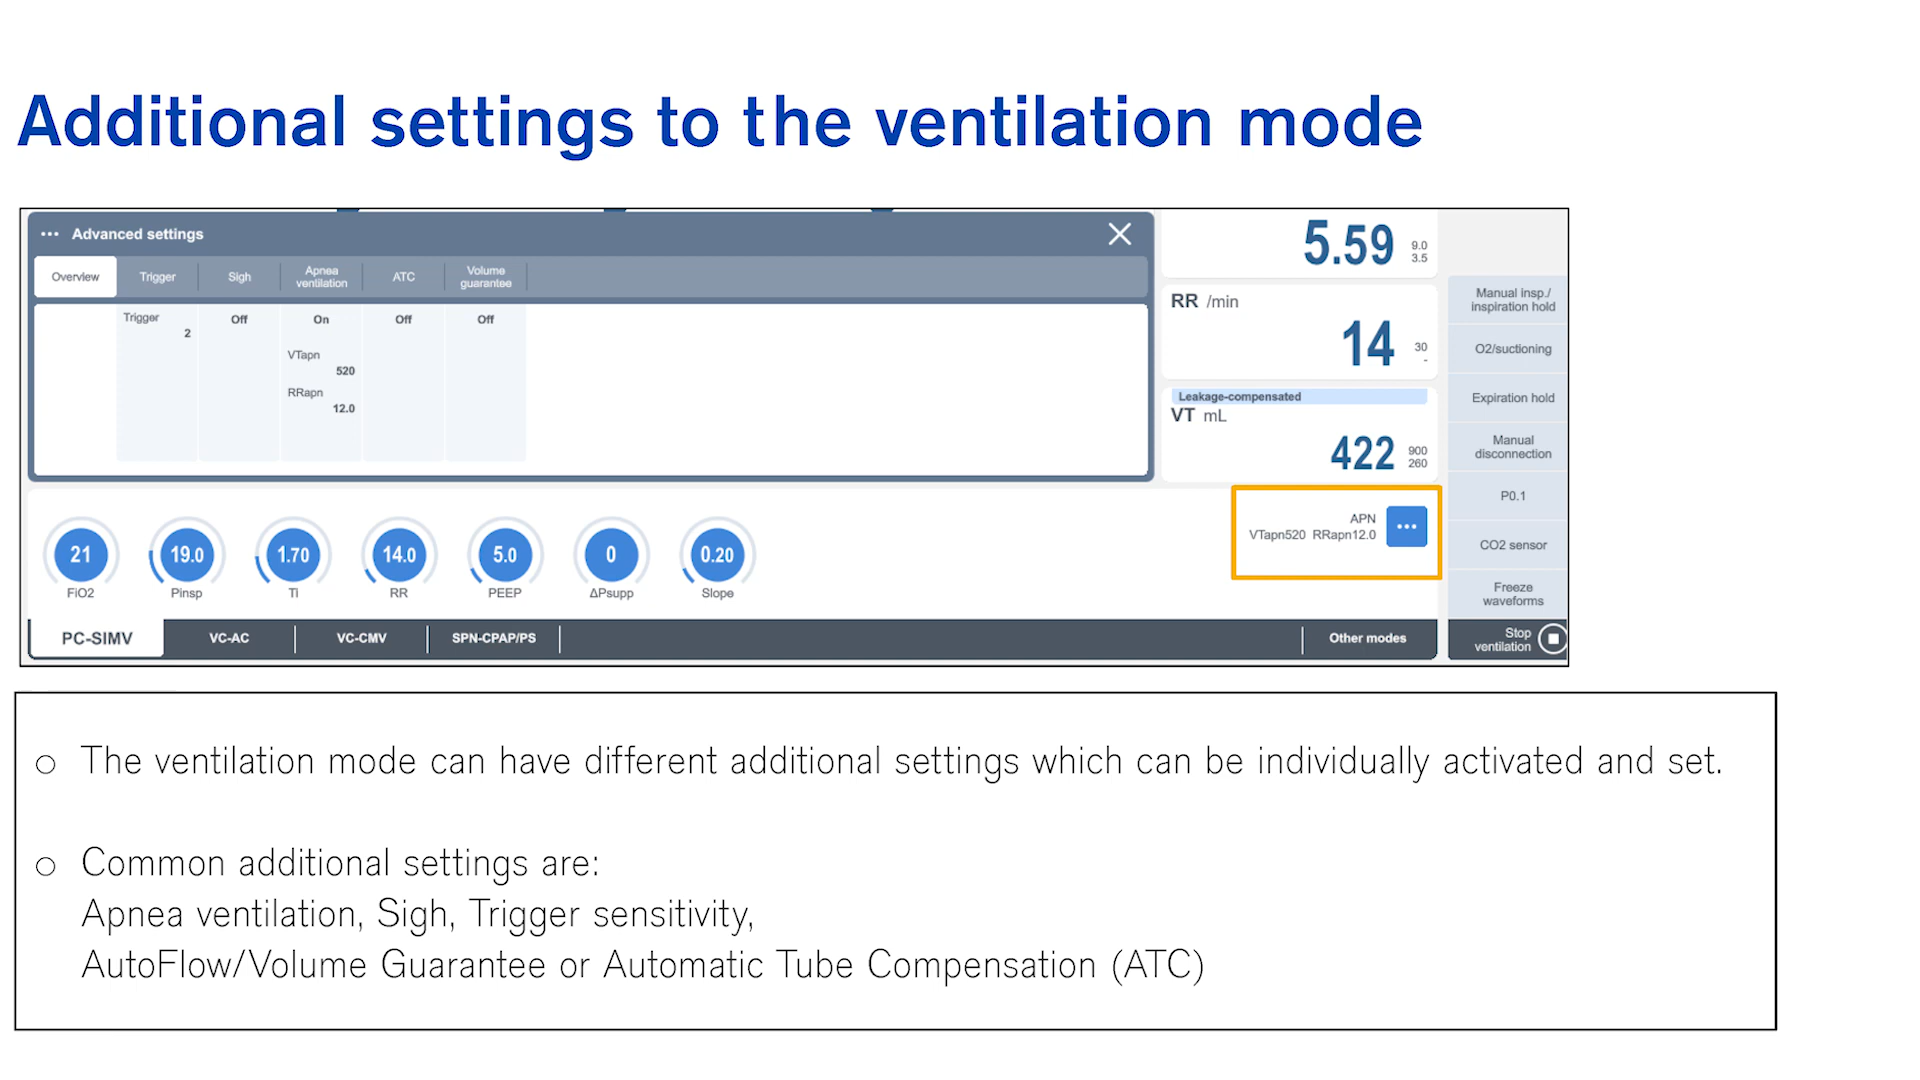 Additional settings to the ventilation mode
••• Advanced settings
Overview
Trigger
Sigh
Apnea
ventilation
ATC
Volume
guarantee
Trigger
2
Off
On
VTapn
520
RRapn
12.0
Off
Off
5.59
9.0
3.5
RR /min
14
30
-
Leakage-compensated
VT mL
422
900
260
Manual insp./
inspiration hold
O2/suctioning
Expiration hold
Manual
disconnection
P0.1
CO2 sensor
Freeze
waveforms
Stop
ventilation
21
FiO2
19.0
Pinsp
1.70
Ti
14.0
RR
5.0
PEEP
0
ΔPsupp
0.20
Slope
APN
VTapn520 RRapn12.0
•••
PC-SIMV
VC-AC
VC-CMV
SPN-CPAP/PS
Other modes
○ The ventilation mode can have different additional settings which can be individually activated and set.
○ Common additional settings are:
Apnea ventilation, Sigh, Trigger sensitivity,
AutoFlow/Volume Guarantee or Automatic Tube Compensation (ATC)